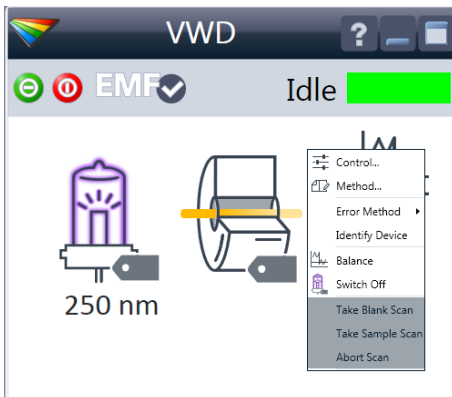 VWD
?
EMF
Idle
Control...
Method...
Error Method
Identify Device
Balance
Switch Off
Take Blank Scan
Take Sample Scan
Abort Scan
250 nm